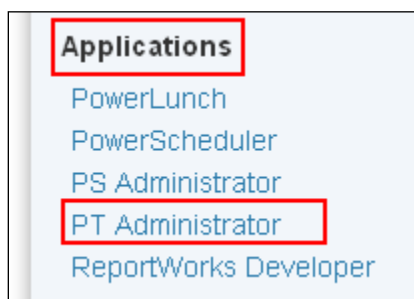 Applications
PowerLunch
PowerScheduler
PS Administrator
PT Administrator
ReportWorks Developer